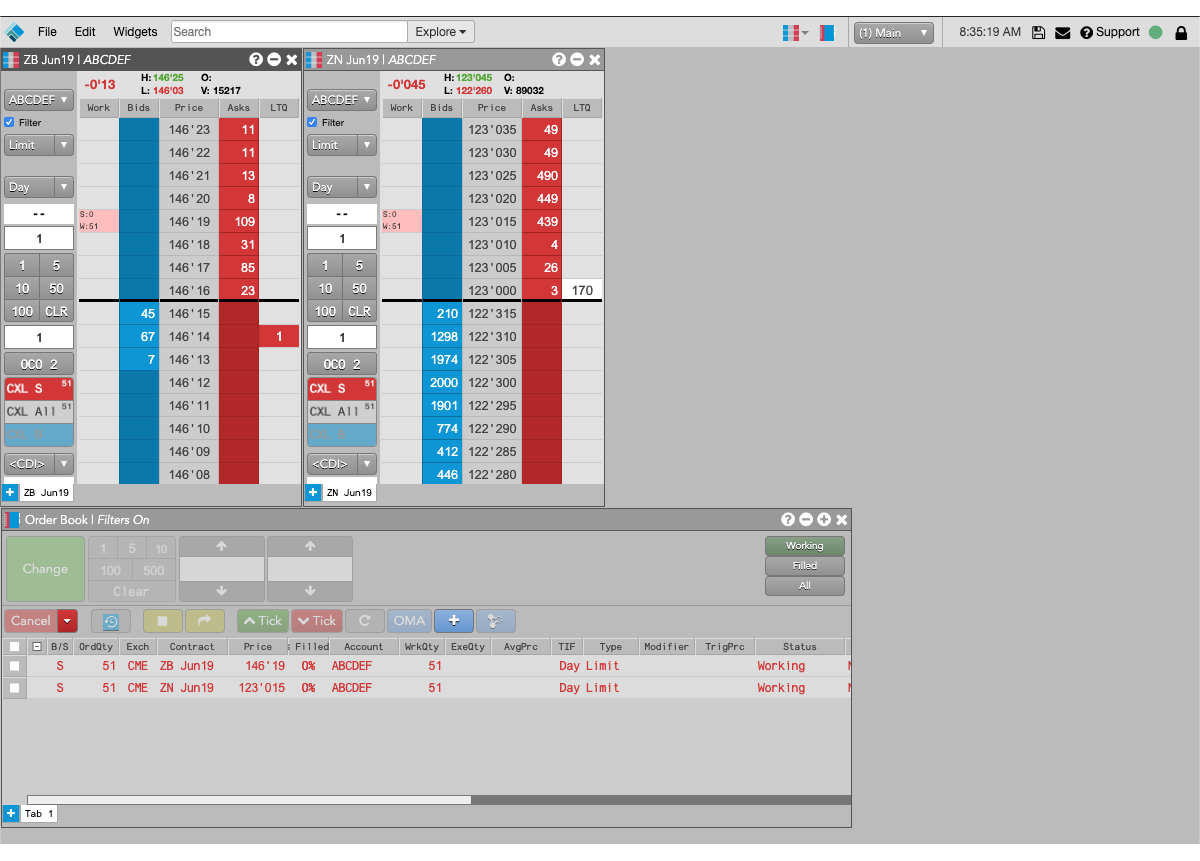 File Edit Widgets Search Explore (1) Main 8:35:19 AM Support
ZB Jun19 | ABCDEF
-0'13 H: 146'25 O:
L: 146'03 V: 15217
ABCDEF
Filter
Limit
Day
--
1
1 5
10 50
100 CLR
1
OCO 2
CXL S 51
CXL All 51
<CDI>
ZB Jun19
Work Bids Price Asks LTQ
146'23 11
146'22 11
146'21 13
146'20 8
S:0
W:51
146'19 109
146'18 31
146'17 85
146'16 23
45 146'15
67 146'14 1
7 146'13
146'12
146'11
146'10
146'09
146'08
ZN Jun19 | ABCDEF
-0'045 H: 123'045 O:
L: 122'260 V: 89032
ABCDEF
Filter
Limit
Day
--
1
1 5
10 50
100 CLR
1
OCO 2
CXL S 51
CXL All 51
<CDI>
ZN Jun19
Work Bids Price Asks LTQ
123'035 49
123'030 49
123'025 490
123'020 449
S:0
W:51
123'015 439
123'010 4
123'005 26
123'000 3 170
210 122'315
1298 122'310
1974 122'305
2000 122'300
1901 122'295
774 122'290
412 122'285
446 122'280
Order Book | Filters On
Change
1 5 10
100 500
Clear
Working
Filled
All
Cancel Tick Tick OMA
B/S OrdQty Exch Contract Price Filled Account WrkQty ExeQty AvgPrc TIF Type Modifier TrigPrc Status
S 51 CME ZB Jun19 146'19 0% ABCDEF 51 Day Limit Working
S 51 CME ZN Jun19 123'015 0% ABCDEF 51 Day Limit Working
Tab 1